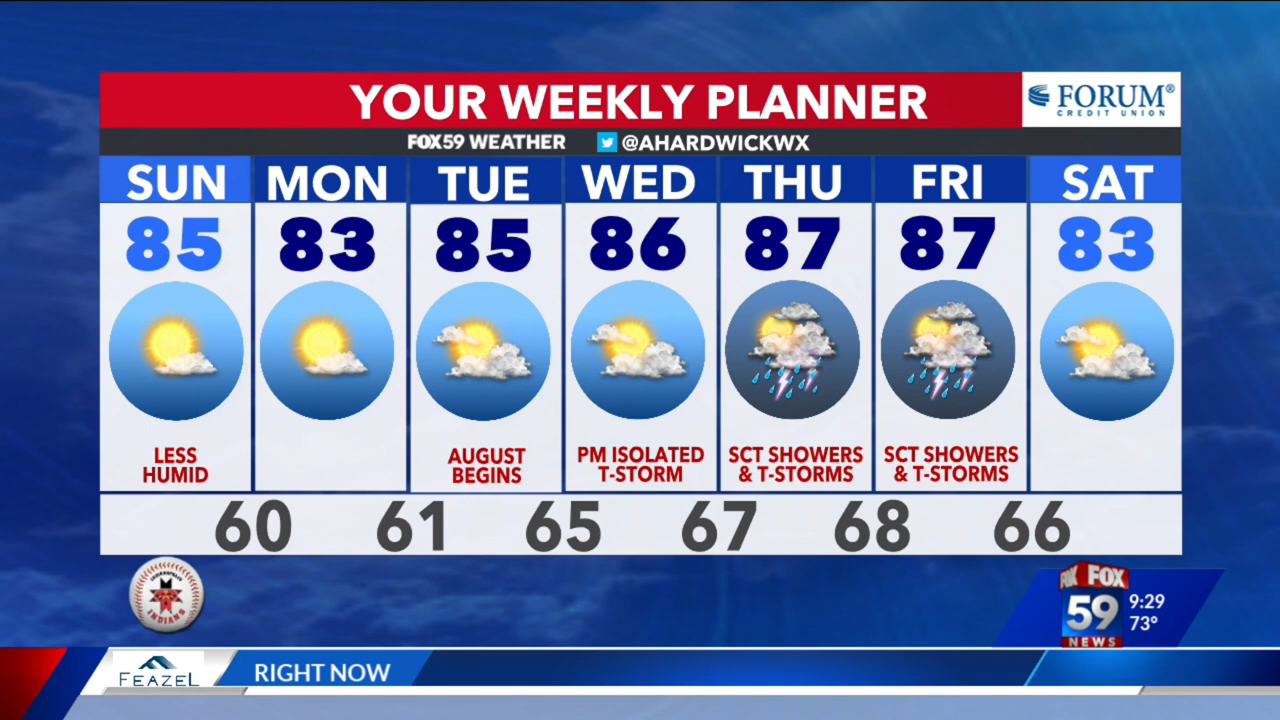 YOUR WEEKLY PLANNER
FORUM®
CREDIT UNION
FOX59 WEATHER @AHARDWICKWX
SUN MON TUE WED THU FRI SAT
85 83 85 86 87 87 83
LESS HUMID
AUGUST BEGINS
PM ISOLATED T-STORM
SCT SHOWERS & T-STORMS
SCT SHOWERS & T-STORMS
60 61 65 67 68 66
INDIANAPOLIS
INDIANS
FOX FOX
59
NEWS
9:29
73°
FEAZEL
RIGHT NOW